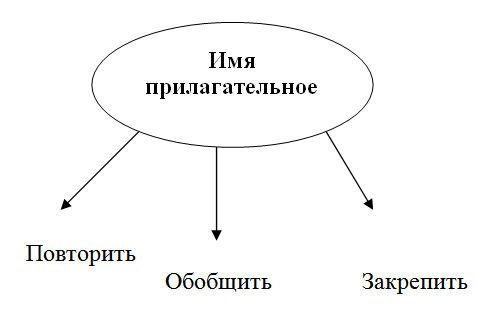 Имя
прилагательное
Повторить
Обобщить
Закрепить